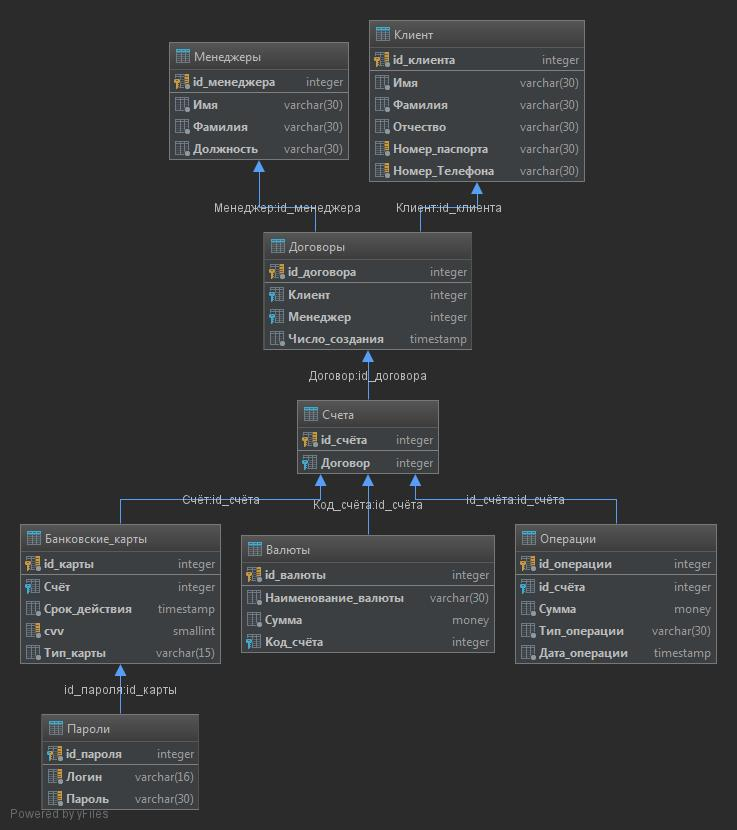 Менеджеры
id_менеджера integer
Имя varchar(30)
Фамилия varchar(30)
Должность varchar(30)
Клиент
id_клиента integer
Имя varchar(30)
Фамилия varchar(30)
Отчество varchar(30)
Номер_паспорта varchar(30)
Номер_Телефона varchar(30)
Менеджер:id_менеджера
Клиент:id_клиента
Договоры
id_договора integer
Клиент integer
Менеджер integer
Число_создания timestamp
Договор:id_договора
Счета
id_счёта integer
Договор integer
Счёт:id_счёта
Код_счёта:id_счёта
id_счёта:id_счёта
Банковские_карты
id_карты integer
Счёт integer
Срок_действия timestamp
cvv smallint
Тип_карты varchar(15)
Валюты
id_валюты integer
Наименование_валюты varchar(30)
Сумма money
Код_счёта integer
Операции
id_операции integer
id_счёта integer
Сумма money
Тип_операции varchar(30)
Дата_операции timestamp
id_пароля:id_карты
Пароли
id_пароля integer
Логин varchar(16)
Пароль varchar(30)
Powered by yFiles